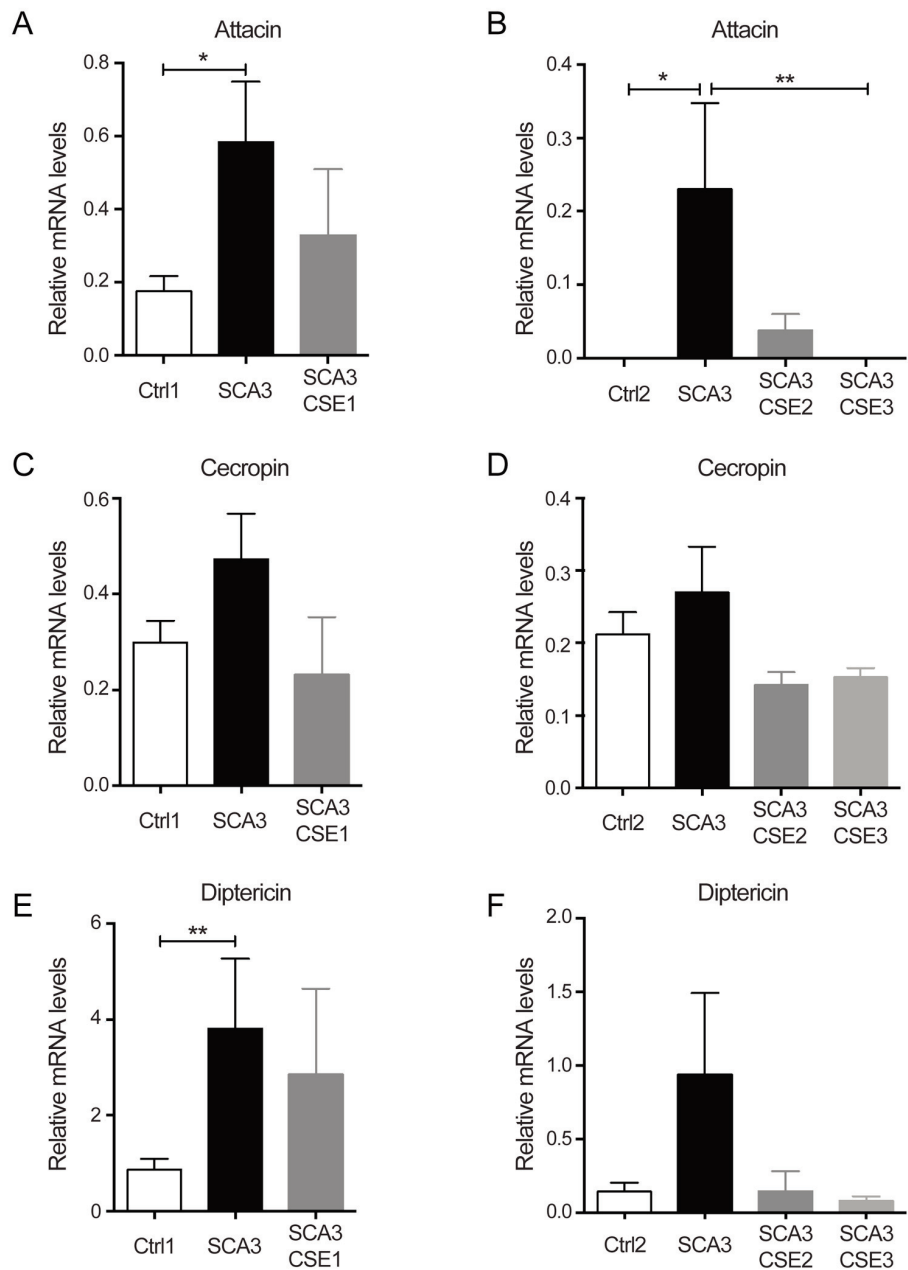 A
Attacin
*
Relative mRNA levels
0.8
0.6
0.4
0.2
0.0
Ctrl1
SCA3
SCA3
CSE1
B
Attacin
*
**
Relative mRNA levels
0.4
0.3
0.2
0.1
0.0
Ctrl2
SCA3
SCA3
CSE2
SCA3
CSE3
C
Cecropin
Relative mRNA levels
0.6
0.4
0.2
0.0
Ctrl1
SCA3
SCA3
CSE1
D
Cecropin
Relative mRNA levels
0.4
0.3
0.2
0.1
0.0
Ctrl2
SCA3
SCA3
CSE2
SCA3
CSE3
E
Diptericin
**
Relative mRNA levels
6
4
2
0
Ctrl1
SCA3
SCA3
CSE1
F
Diptericin
Relative mRNA levels
2.0
1.5
1.0
0.5
0.0
Ctrl2
SCA3
SCA3
CSE2
SCA3
CSE3